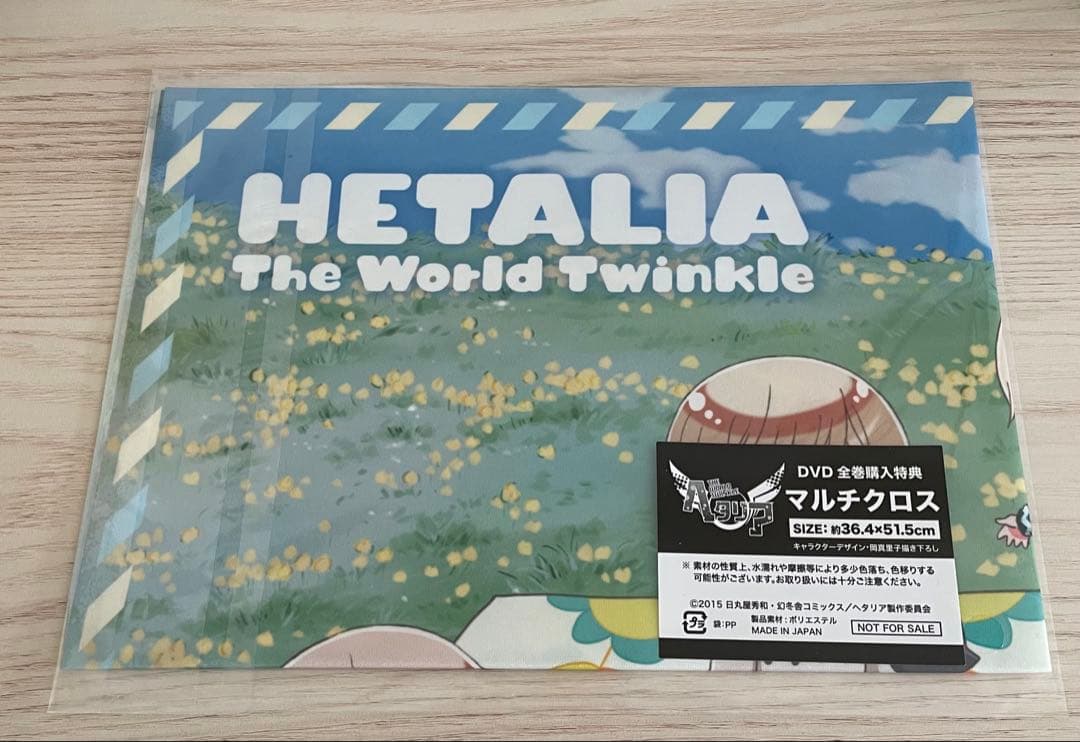 HETALIA
The World Twinkle
ヘタリア
DVD 全巻購入特典
マルチクロス
SIZE: 約36.4×51.5cm
キャラクターデザイン・岡真里子描き下ろし
※ 素材の性質上、水濡れや摩擦等により多少色落ち、色移りする
可能性がございます。お取り扱いには十分ご注意ください。
©2015 日丸屋秀和・幻冬舎コミックス/ヘタリア製作委員会
プラ
袋:PP
製品素材:ポリエステル
MADE IN JAPAN
NOT FOR SALE